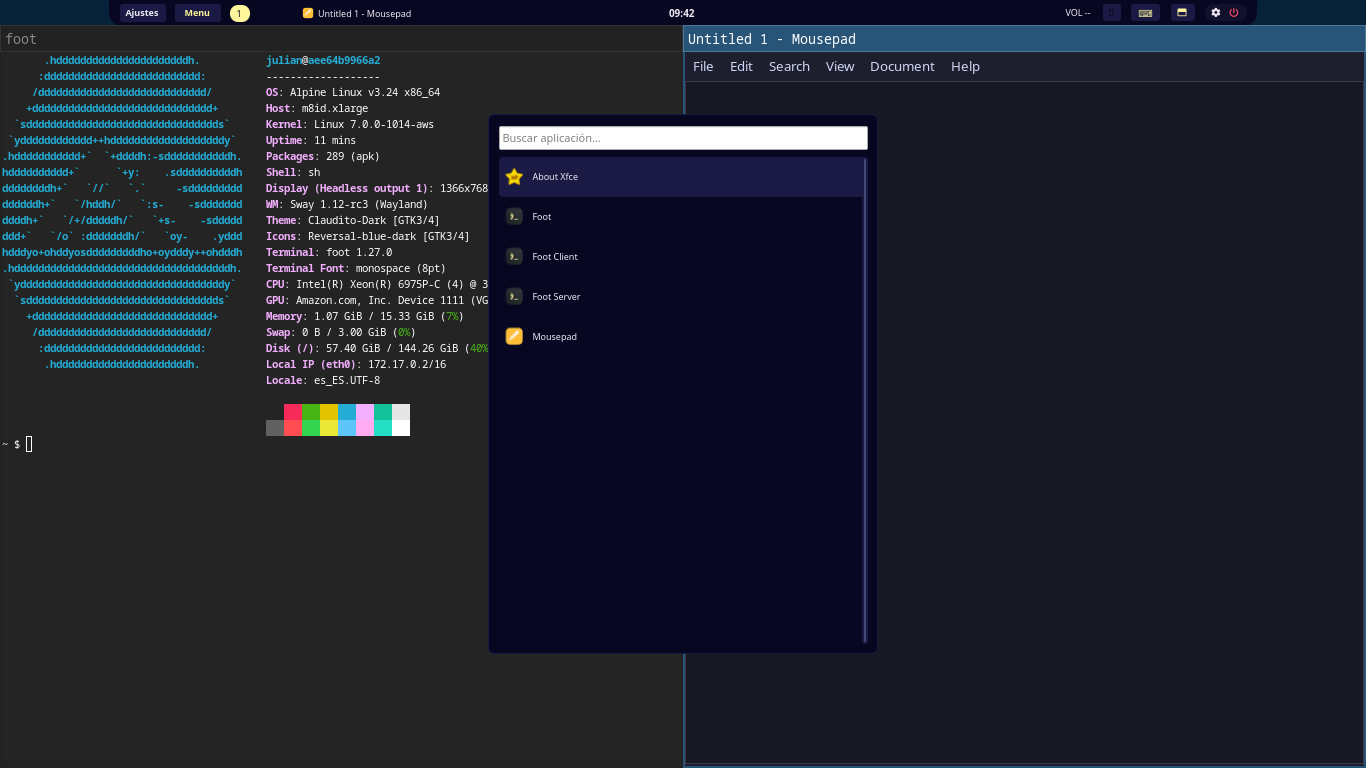 Ajustes
Menu
1
Untitled 1 - Mousepad
09:42
VOL --
foot
julian@aee64b9966a2
-------------------
OS: Alpine Linux v3.24 x86_64
Host: m8id.xlarge
Kernel: Linux 7.0.0-1014-aws
Uptime: 11 mins
Packages: 289 (apk)
Shell: sh
Display (Headless output 1): 1366x768
WM: Sway 1.12-rc3 (Wayland)
Theme: Claudito-Dark [GTK3/4]
Icons: Reversal-blue-dark [GTK3/4]
Terminal: foot 1.27.0
Terminal Font: monospace (8pt)
CPU: Intel(R) Xeon(R) 6975P-C (4) @ 3
GPU: Amazon.com, Inc. Device 1111 (VG
Memory: 1.07 GiB / 15.33 GiB (7%)
Swap: 0 B / 3.00 GiB (0%)
Disk (/): 57.40 GiB / 144.26 GiB (40%
Local IP (eth0): 172.17.0.2/16
Locale: es_ES.UTF-8
~ $
Untitled 1 - Mousepad
File Edit Search View Document Help
Buscar aplicación...
About Xfce
Foot
Foot Client
Foot Server
Mousepad